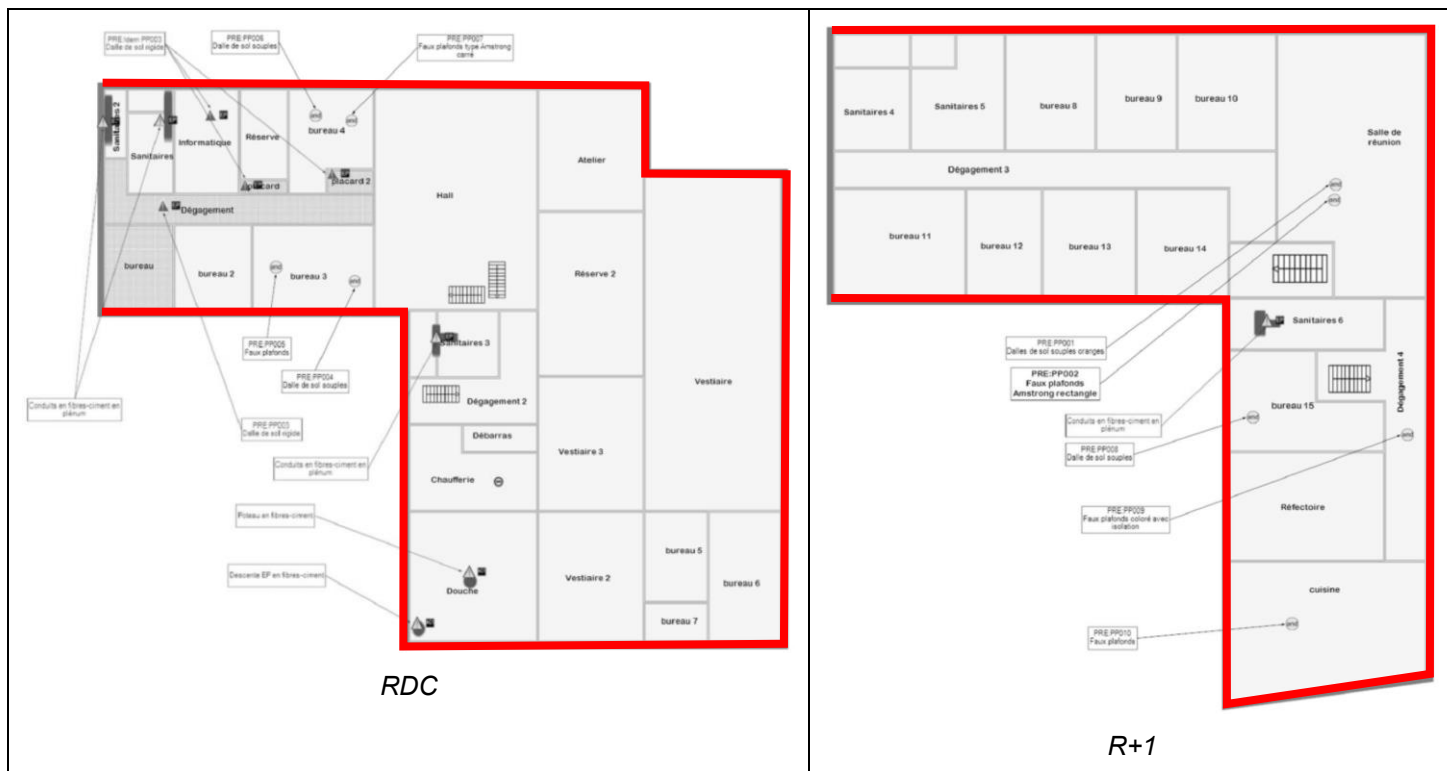 PRE:Idem PP003
Dalle de sol rigide
PRE:PP006
Dalle de sol souples
PRE:PP007
Faux plafonds type Amstrong
carré
Sanitaires 2
Sanitaires
Informatique
Réserve
bureau 4
placard
placard 2
Dégagement
bureau
bureau 2
bureau 3
Hall
Atelier
Réserve 2
Vestiaire
Sanitaires 3
Dégagement 2
Débarras
Chaufferie
Vestiaire 3
Douche
Vestiaire 2
bureau 5
bureau 6
bureau 7
PRE:PP005
Faux plafonds
PRE:PP004
Dalle de sol souples
Conduits en fibres-ciment en
plénum
PRE:PP003
Dalle de sol rigide
Conduits en fibres-ciment en
plénum
Poteau en fibres-ciment
Descente EP en fibres-ciment
RDC
Sanitaires 4
Sanitaires 5
bureau 8
bureau 9
bureau 10
Salle de
réunion
Dégagement 3
bureau 11
bureau 12
bureau 13
bureau 14
Sanitaires 6
Dégagement 4
bureau 15
Réfectoire
cuisine
PRE:PP001
Dalles de sol souples oranges
PRE:PP002
Faux plafonds
Amstrong rectangle
Conduits en fibres-ciment en
plénum
PRE:PP008
Dalle de sol souples
PRE:PP009
Faux plafonds coloré avec
isolation
PRE:PP010
Faux plafonds
R+1